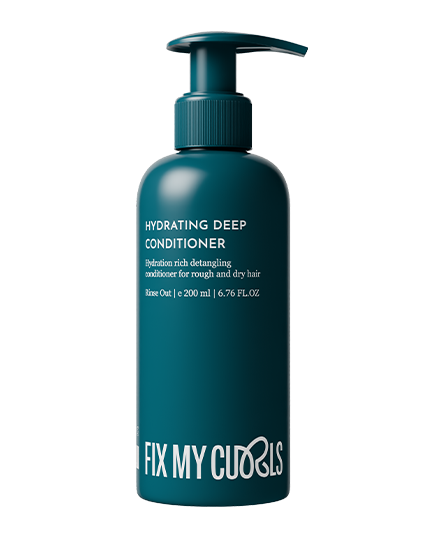 HYDRATING DEEP
CONDITIONER
Hydration rich detangling
conditioner for rough and dry hair
Rinse Out | e 200 ml | 6.76 FL.OZ
FIX MY CURLS